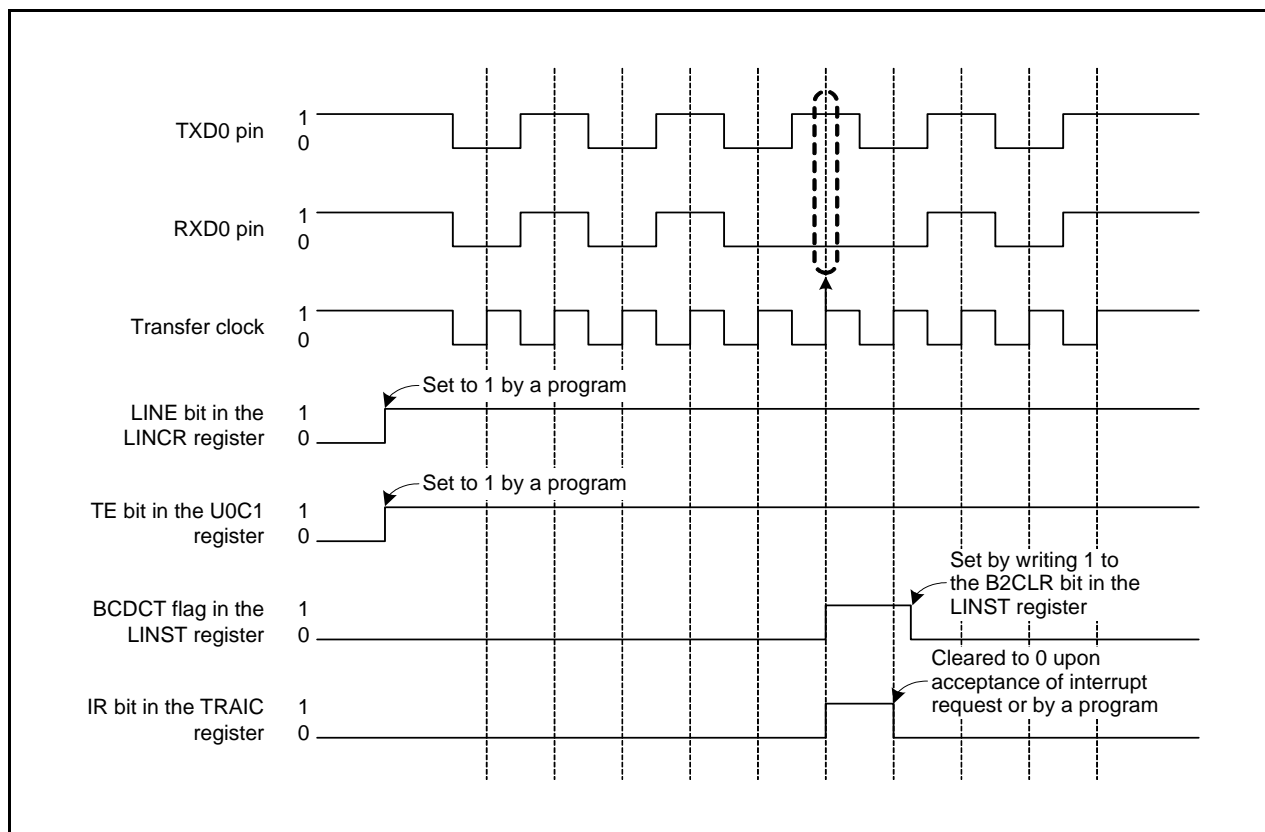 TXD0 pin
1
0
RXD0 pin
1
0
Transfer clock
1
0
Set to 1 by a program
LINE bit in the
LINCR register
1
0
Set to 1 by a program
TE bit in the U0C1
register
1
0
Set by writing 1 to
the B2CLR bit in the
LINST register
BCDCT flag in the
LINST register
1
0
Cleared to 0 upon
acceptance of interrupt
request or by a program
IR bit in the TRAIC
register
1
0